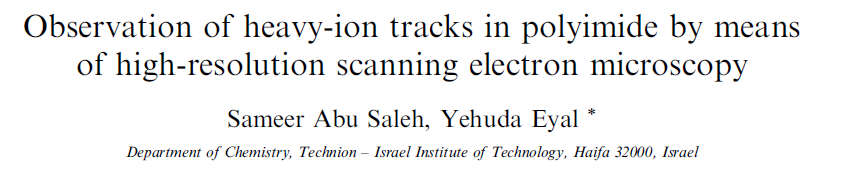 Observation of heavy-ion tracks in polyimide by means
of high-resolution scanning electron microscopy
Sameer Abu Saleh, Yehuda Eyal *
Department of Chemistry, Technion – Israel Institute of Technology, Haifa 32000, Israel